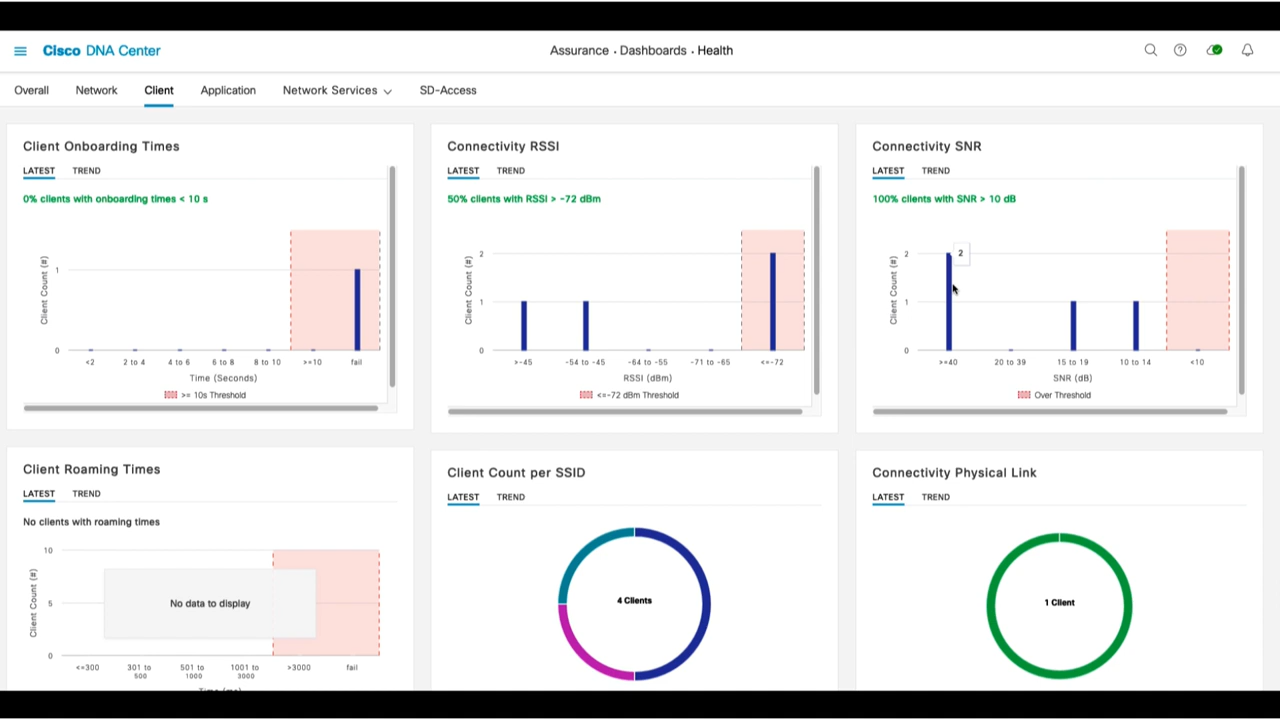 Cisco DNA Center
Assurance · Dashboards · Health
Overall
Network
Client
Application
Network Services
SD-Access
Client Onboarding Times
LATEST TREND
0% clients with onboarding times < 10 s
Client Count (#)
1
0
<2 2 to 4 4 to 6 6 to 8 8 to 10 >=10 fail
Time (Seconds)
>= 10s Threshold
Connectivity RSSI
LATEST TREND
50% clients with RSSI > -72 dBm
Client Count (#)
2
1
0
>-45 -54 to -45 -64 to -55 -71 to -65 <=-72
RSSI (dBm)
<=-72 dBm Threshold
Connectivity SNR
LATEST TREND
100% clients with SNR > 10 dB
Client Count (#)
2
1
0
2
>=40 20 to 39 15 to 19 10 to 14 <10
SNR (dB)
Over Threshold
Client Roaming Times
LATEST TREND
No clients with roaming times
Client Count (#)
10
5
0
No data to display
<=300 301 to 501 to 1001 to >3000 fail
500 1000 3000
Client Count per SSID
LATEST TREND
4 Clients
Connectivity Physical Link
LATEST TREND
1 Client